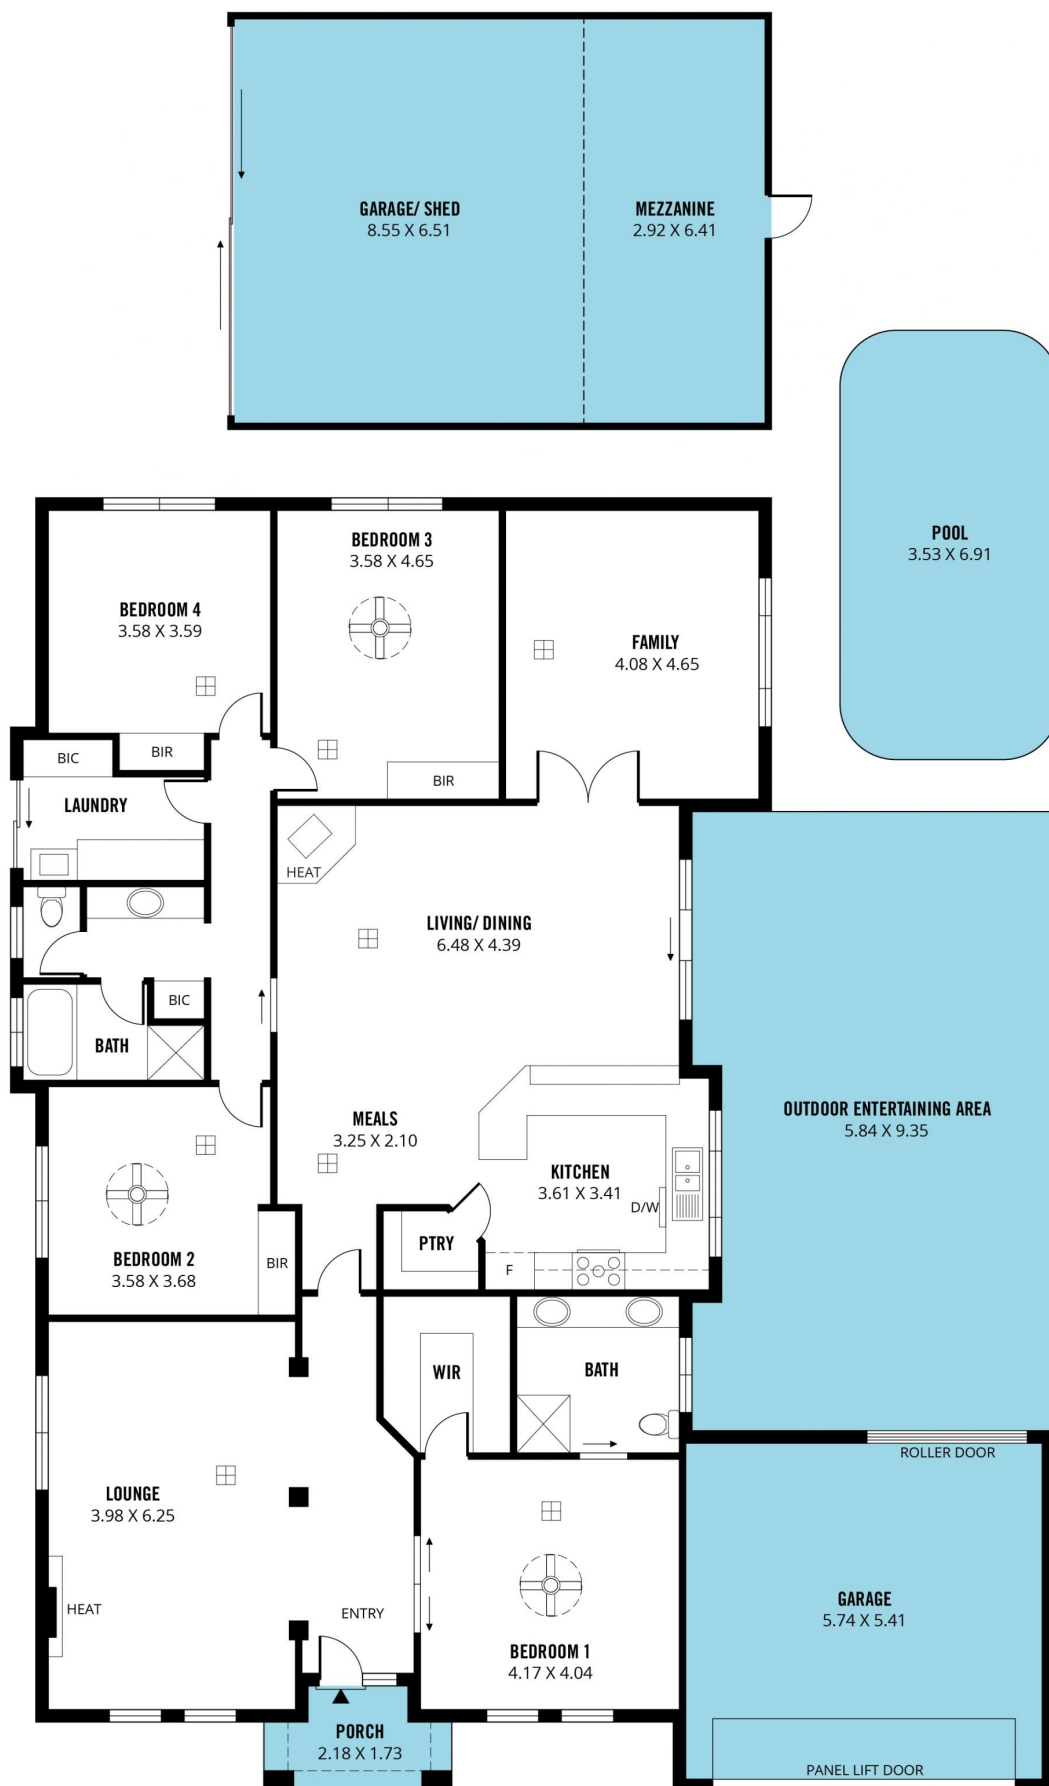 GARAGE/ SHED
8.55 X 6.51
MEZZANINE
2.92 X 6.41
POOL
3.53 X 6.91
BEDROOM 3
3.58 X 4.65
BEDROOM 4
3.58 X 3.59
FAMILY
4.08 X 4.65
BIC
BIR
BIR
LAUNDRY
HEAT
LIVING/ DINING
6.48 X 4.39
BIC
BATH
MEALS
3.25 X 2.10
OUTDOOR ENTERTAINING AREA
5.84 X 9.35
KITCHEN
3.61 X 3.41
D/W
PTRY
F
BEDROOM 2
3.58 X 3.68
BIR
WIR
BATH
ROLLER DOOR
LOUNGE
3.98 X 6.25
HEAT
ENTRY
GARAGE
5.74 X 5.41
BEDROOM 1
4.17 X 4.04
PORCH
2.18 X 1.73
PANEL LIFT DOOR